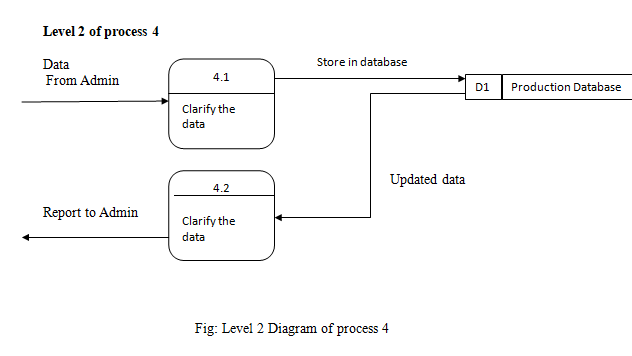 Level 2 of process 4
Data
From Admin
4.1
Clarify the
data
Store in database
D1
Production Database
Updated data
4.2
Clarify the
data
Report to Admin
Fig: Level 2 Diagram of process 4